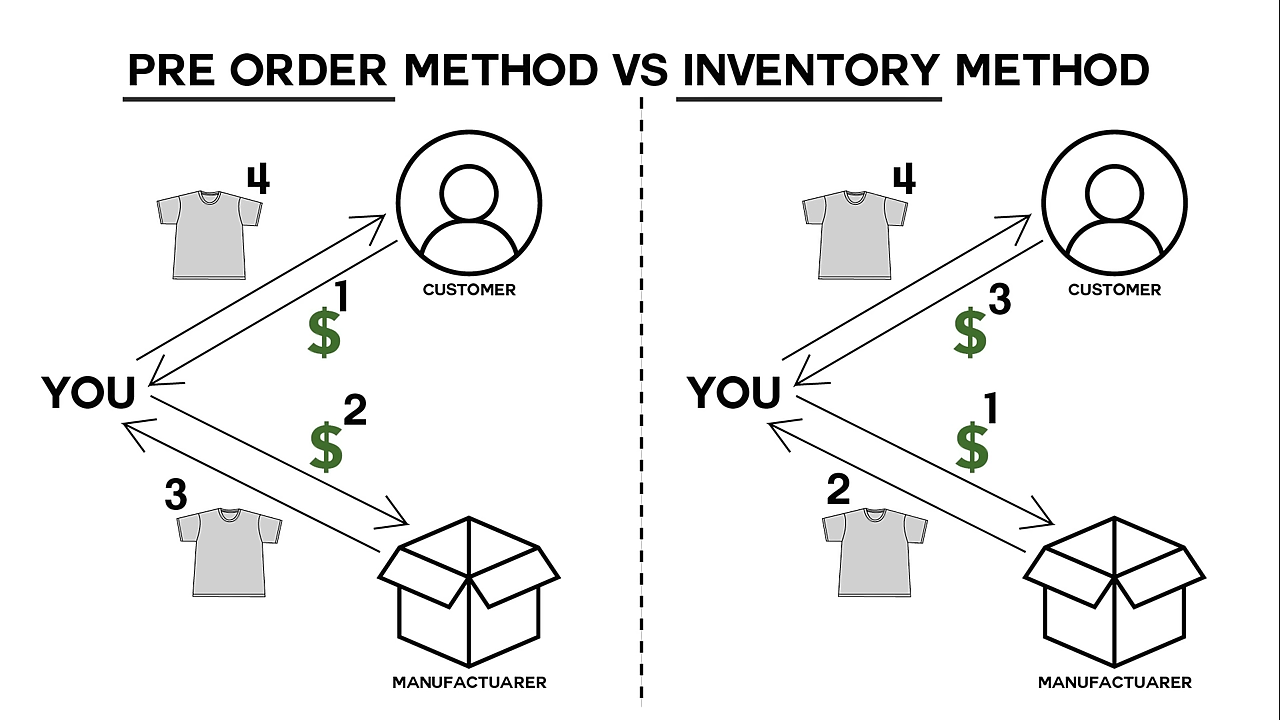 PRE ORDER METHOD VS INVENTORY METHOD
4
CUSTOMER
1
$
YOU
2
$
3
MANUFACTUARER
4
CUSTOMER
3
$
YOU
1
$
2
MANUFACTUARER